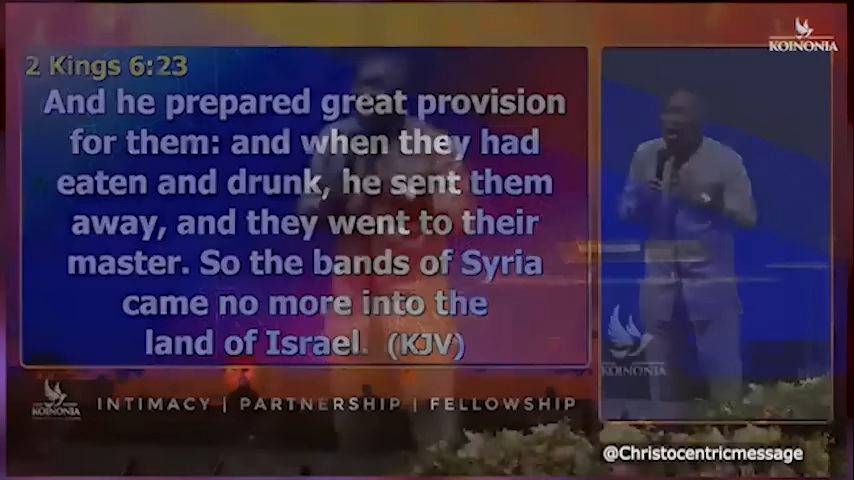 KOINONIA
2 Kings 6:23
And he prepared great provision
for them: and when they had
eaten and drunk, he sent them
away, and they went to their
master. So the bands of Syria
came no more into the
land of Israel. (KJV)
KOINONIA
KOINONIA
INTIMACY | PARTNERSHIP | FELLOWSHIP
@Christocentricmessage